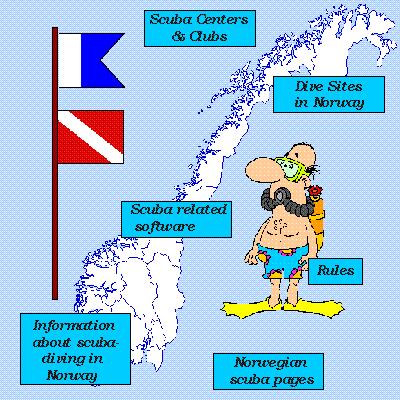 Scuba Centers
& Clubs
Dive Sites
in Norway
Scuba related
software
Rules
Information
about scuba-
diving in
Norway
Norwegian
scuba pages